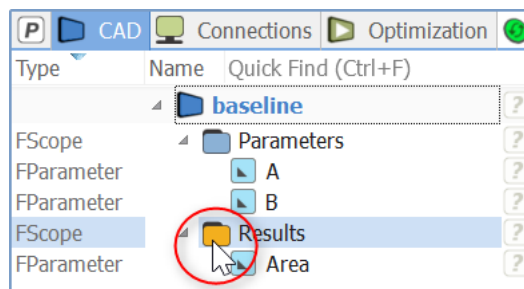 P CAD Connections Optimization
Type Name Quick Find (Ctrl+F)
baseline ?
FScope Parameters ?
FParameter A ?
FParameter B ?
FScope Results ?
FParameter Area ?